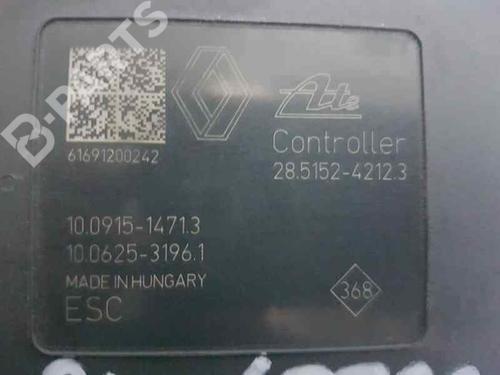 B-PARTS
Ate
61691200242
Controller
28.5152-4212.3
10.0915-1471.3
10.0625-3196.1
MADE IN HUNGARY
ESC
368